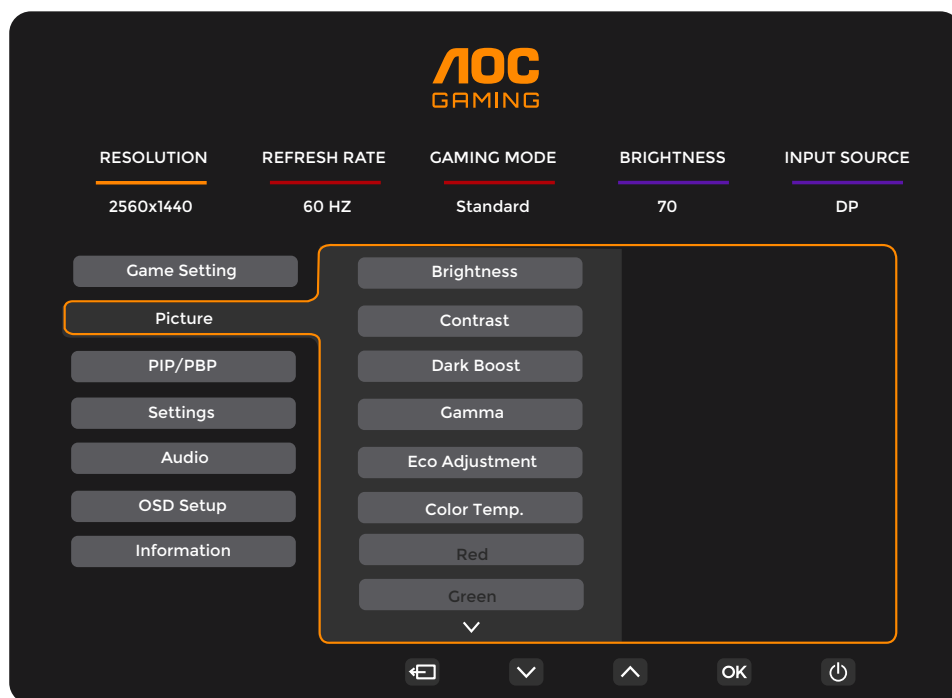 AOC
GAMING
RESOLUTION REFRESH RATE GAMING MODE BRIGHTNESS INPUT SOURCE
2560x1440 60 HZ Standard 70 DP
Game Setting
Picture
PIP/PBP
Settings
Audio
OSD Setup
Information
Brightness
Contrast
Dark Boost
Gamma
Eco Adjustment
Color Temp.
Red
Green
OK